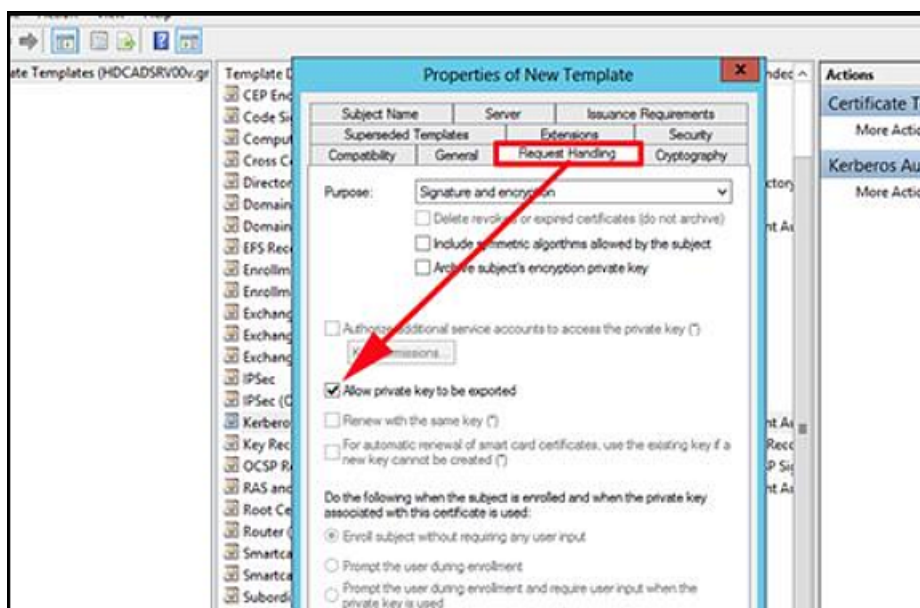 ate Templates (HDCADSRV00v.gr
Template D
CEP Enc
Code Si
Comput
Cross C
Director
Domain
Domain
EFS Rec
Enrollm
Enrollm
Exchang
Exchang
Exchang
IPSec
IPSec (O
Kerbero
Key Rec
OCSP R
RAS and
Root Ce
Router (
Smartca
Smartca
Subordi
Properties of New Template
Subject Name
Server
Issuance Requirements
Superseded Templates
Extensions
Security
Compatibility
General
Request Handling
Cryptography
Purpose:
Signature and encryption
Delete revoked or expired certificates (do not archive)
Include symmetric algorithms allowed by the subject
Archive subject's encryption private key
Authorize additional service accounts to access the private key (*)
Key Permissions...
Allow private key to be exported
Renew with the same key (*)
For automatic renewal of smart card certificates, use the existing key if a
new key cannot be created (*)
Do the following when the subject is enrolled and when the private key
associated with this certificate is used:
Enroll subject without requiring any user input
Prompt the user during enrollment
Prompt the user during enrollment and require user input when the
private key is used
nded
ctory
nt Au
nt Au
Reco
P Sig
nt Au
Actions
Certificate T
More Actio
Kerberos Au
More Actio